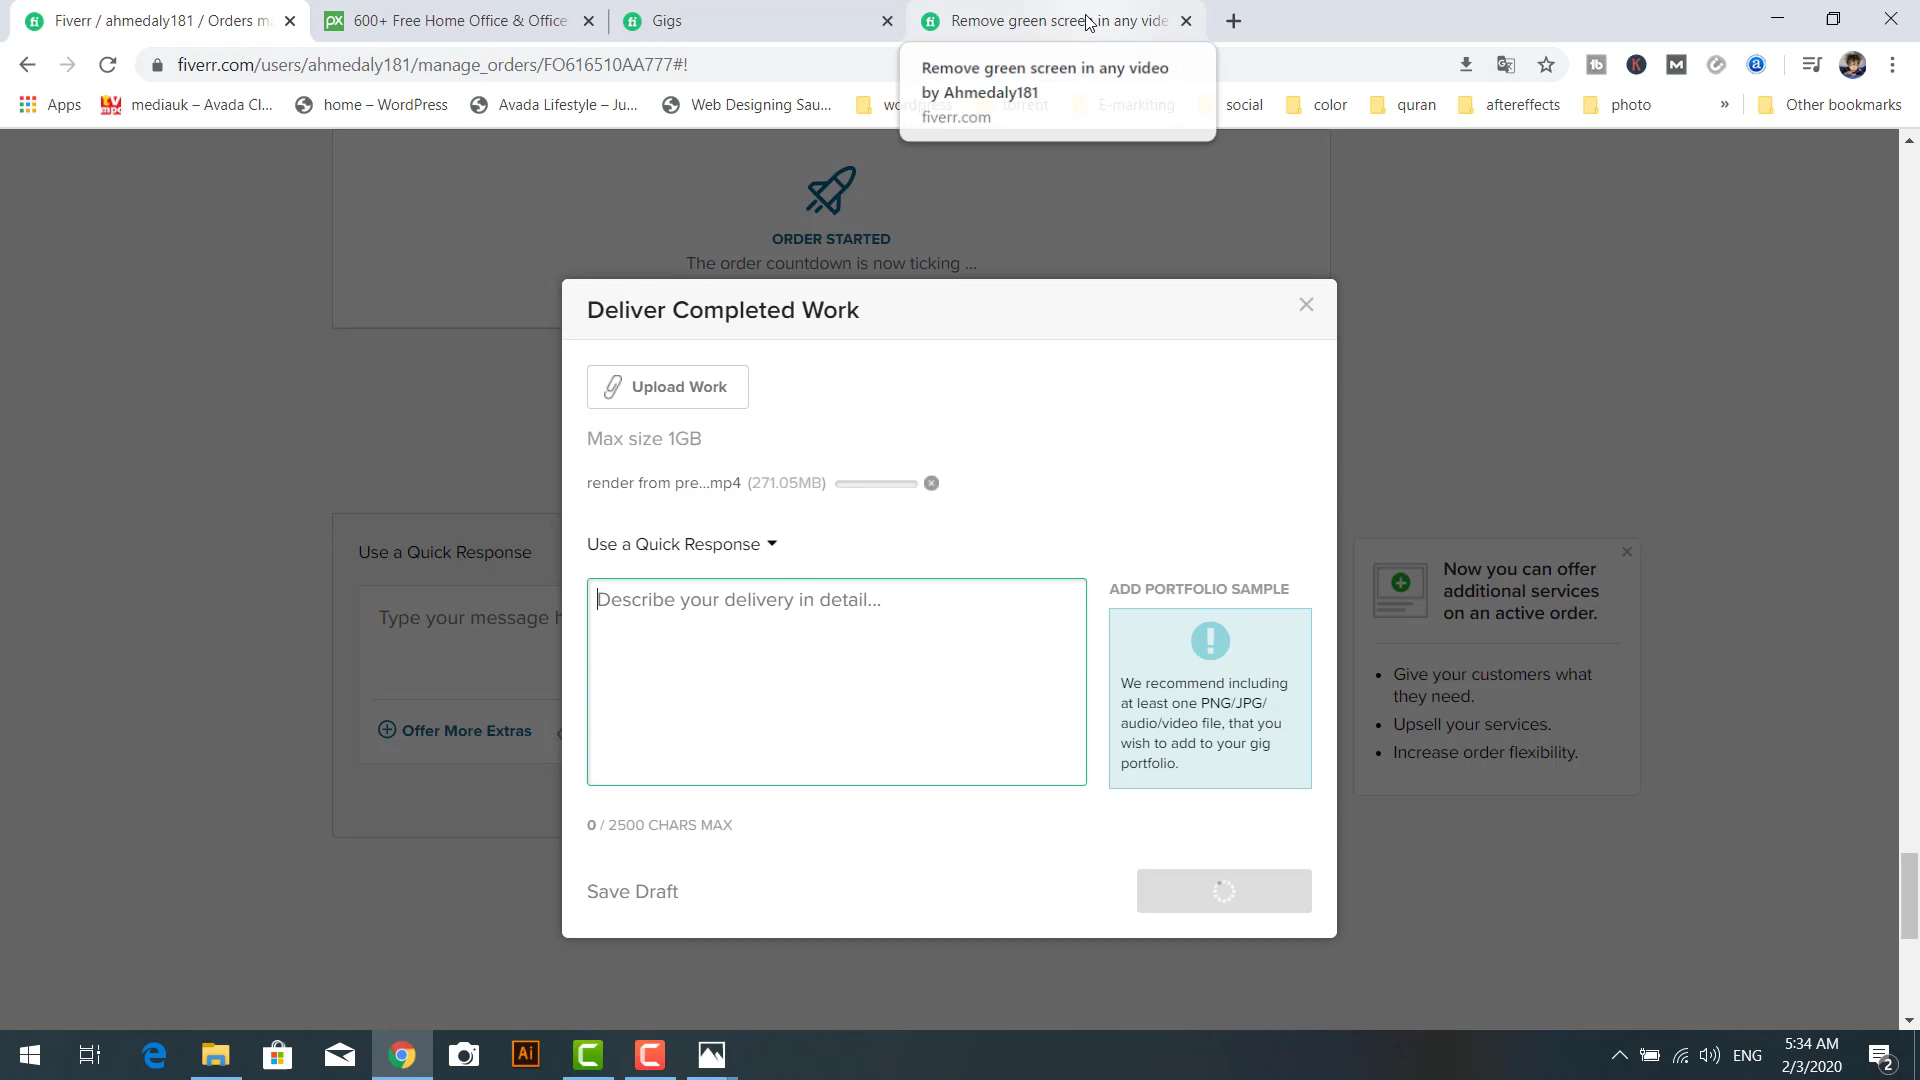 Fiverr / ahmedaly181 / Orders ma
600+ Free Home Office & Office
Gigs
Remove green screen in any vide
fiverr.com/users/ahmedaly181/manage_orders/FO616510AA777#!
Remove green screen in any video
by Ahmedaly181
fiverr.com
Apps
mediauk – Avada Cl...
home – WordPress
Avada Lifestyle – Ju...
Web Designing Sau...
wordpress
torrent
E-markiting
social
color
quran
aftereffects
photo
»
Other bookmarks
ORDER STARTED
The order countdown is now ticking ...
Deliver Completed Work
Upload Work
Max size 1GB
render from pre...mp4 (271.05MB)
Use a Quick Response
Describe your delivery in detail...
ADD PORTFOLIO SAMPLE
We recommend including
at least one PNG/JPG/
audio/video file, that you
wish to add to your gig
portfolio.
0 / 2500 CHARS MAX
Save Draft
Use a Quick Response
Type your message h
Offer More Extras
Now you can offer
additional services
on an active order.
• Give your customers what
they need.
• Upsell your services.
• Increase order flexibility.
ENG
5:34 AM
2/3/2020
2